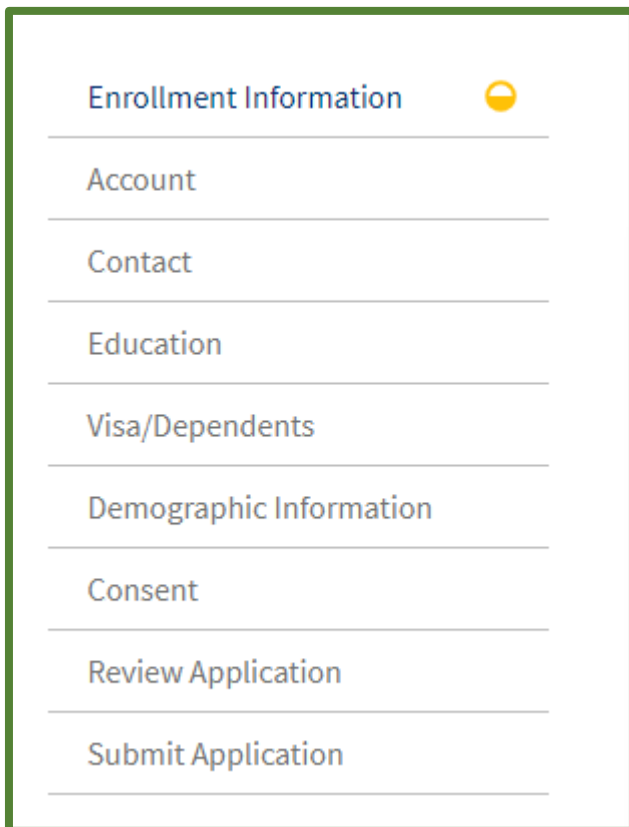 Enrollment Information
Account
Contact
Education
Visa/Dependents
Demographic Information
Consent
Review Application
Submit Application